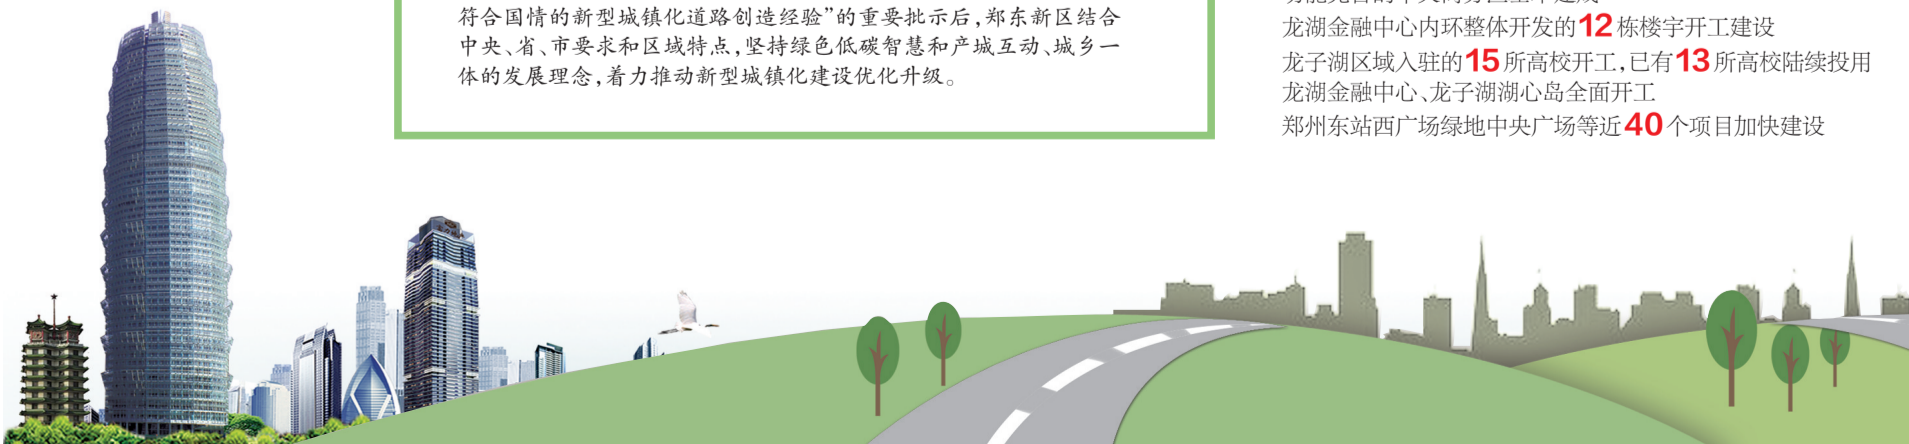 符合国情的新型城镇化道路创造经验”的重要批示后,郑东新区结合
中央、省、市要求和区域特点,坚持绿色低碳智慧和产城互动、城乡一
体的发展理念,着力推动新型城镇化建设优化升级。
龙湖金融中心内环整体开发的12栋楼宇开工建设
龙子湖区域入驻的15所高校开工,已有13所高校陆续投用
龙湖金融中心、龙子湖湖心岛全面开工
郑州东站西广场绿地中央广场等近40个项目加快建设